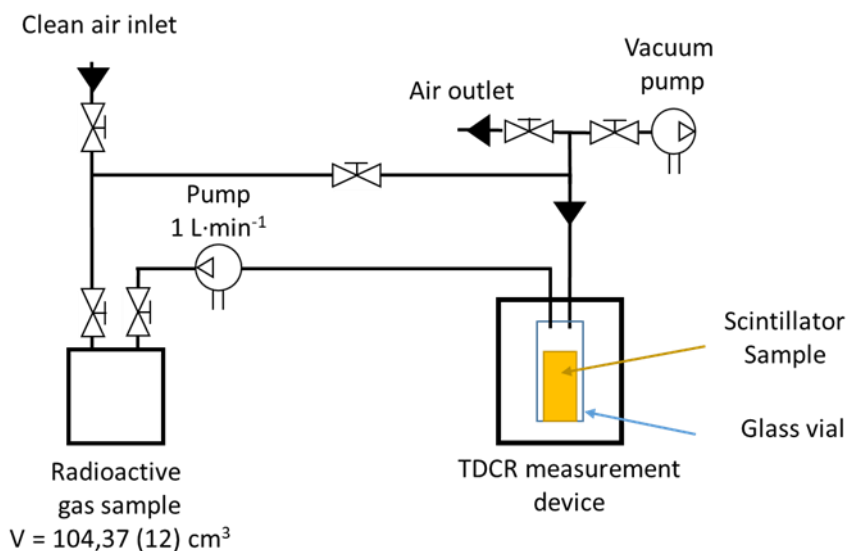 Clean air inlet
Vacuum
pump
Air outlet
Pump
1 L·min⁻¹
Scintillator
Sample
Glass vial
Radioactive
gas sample
V = 104,37 (12) cm³
TDCR measurement
device